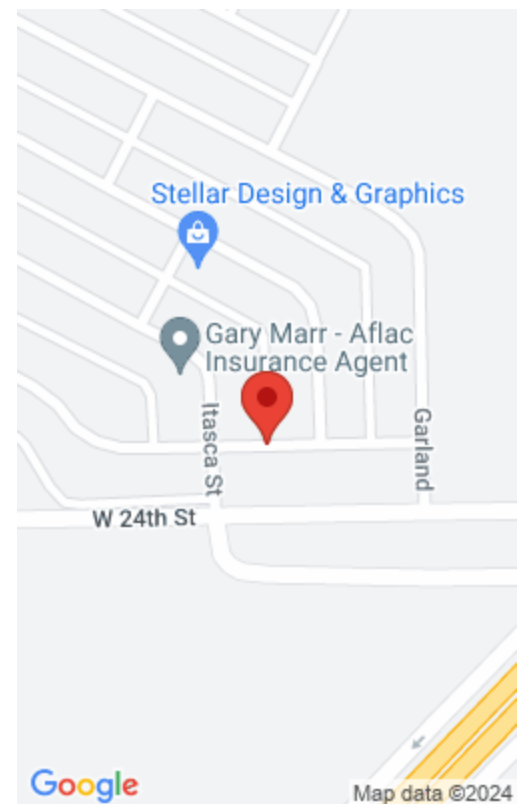 Stellar Design & Graphics
Gary Marr - Aflac
Insurance Agent
Itasca St
Garland
W 24th St
Google
Map data ©2024